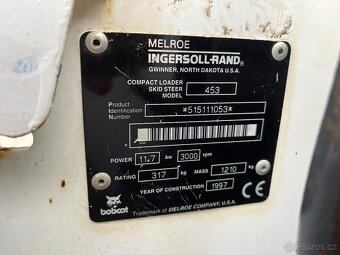 MELROE
INGERSOLL-RAND
GWINNER, NORTH DAKOTA U.S.A.
COMPACT LOADER
SKID STEER
MODEL 453
Product
Identification *515111053*
Number
POWER 11.7 kw 3000 rpm
RATING 317 kg MASS 1210 kg
YEAR OF CONSTRUCTION 1997 CE
bobcat Trademark of MELROE COMPANY, U.S.A.